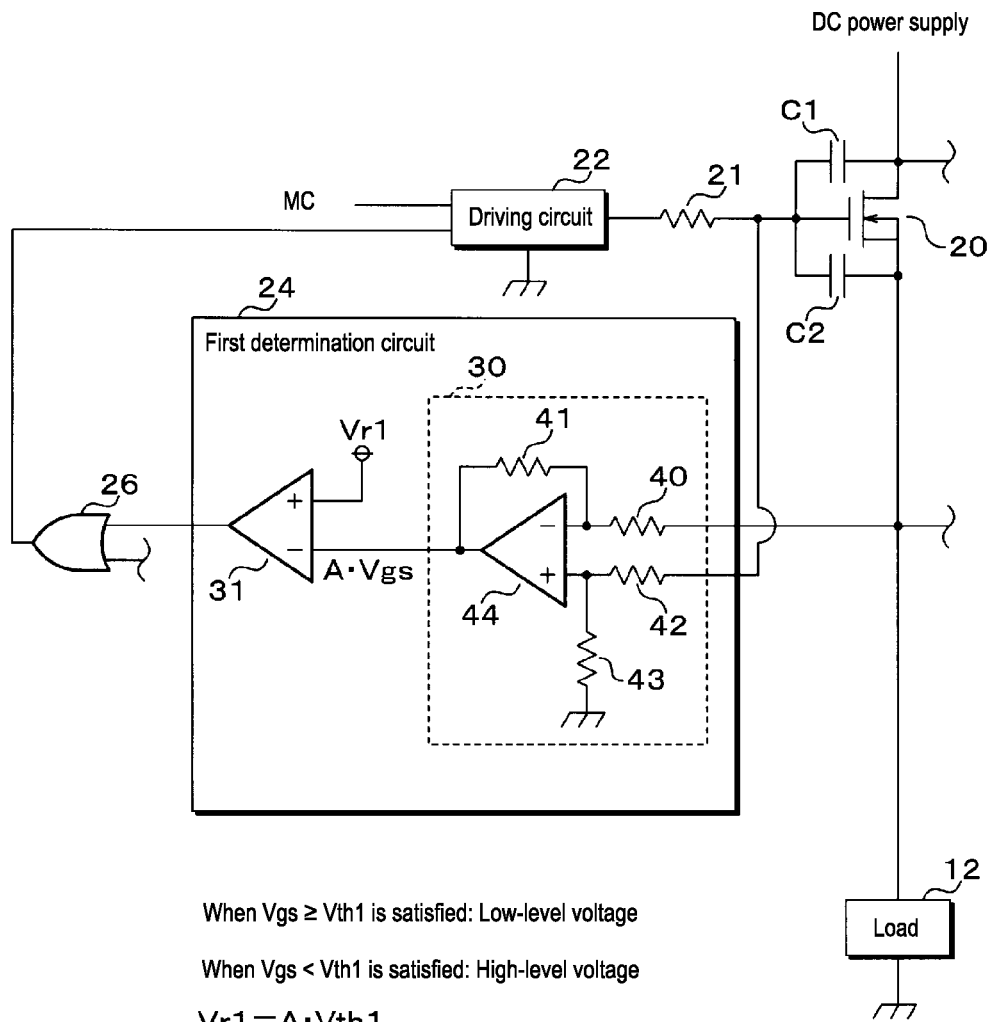 DC power supply
C1
22
21
MC
Driving circuit
20
24
C2
First determination circuit
30
41
Vr1
40
26
+
−
−
+
A·Vgs
31
44
42
43
12
Load
When Vgs ≥ Vth1 is satisfied: Low-level voltage
When Vgs < Vth1 is satisfied: High-level voltage
Vr1=A·Vth1